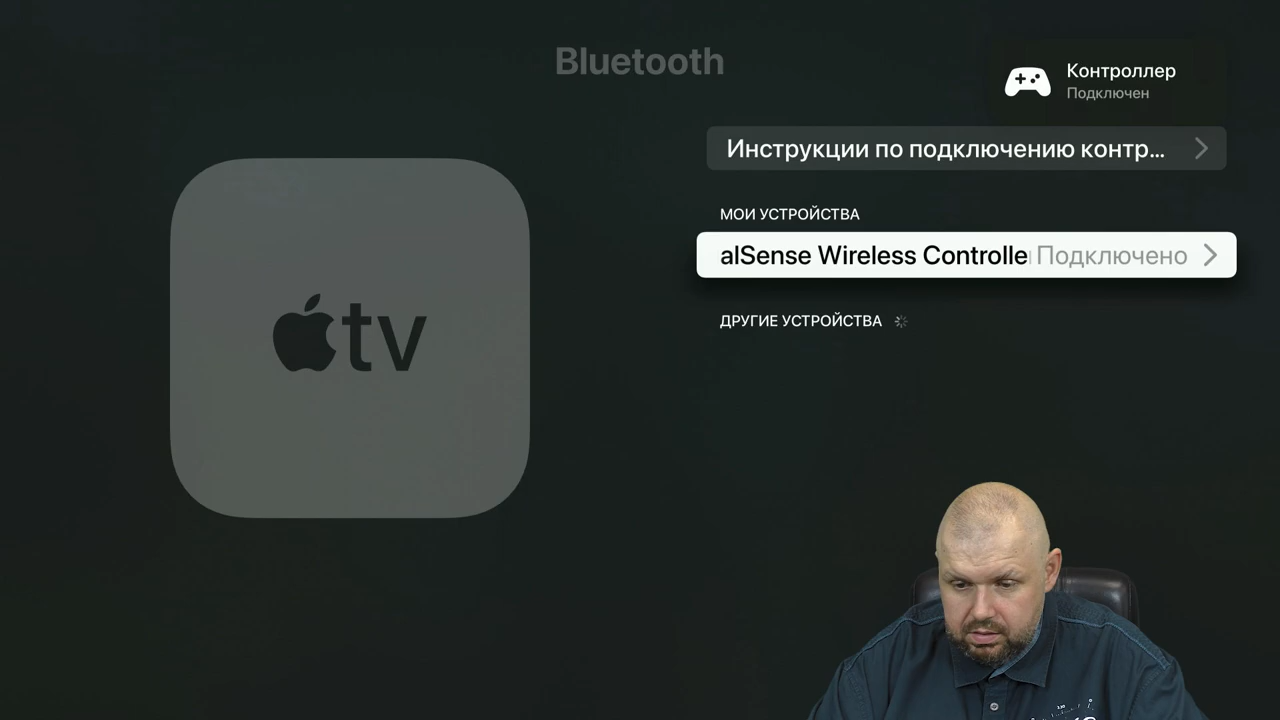 Bluetooth
Контроллер
Подключен
Инструкции по подключению контр...
МОИ УСТРОЙСТВА
alSense Wireless Controlle Подключено
ДРУГИЕ УСТРОЙСТВА
tv